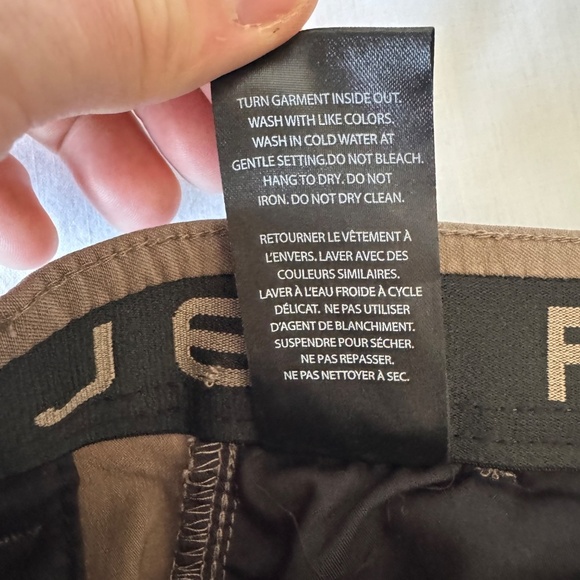 TURN GARMENT INSIDE OUT.
WASH WITH LIKE COLORS.
WASH IN COLD WATER AT
GENTLE SETTING.DO NOT BLEACH.
HANG TO DRY. DO NOT
IRON. DO NOT DRY CLEAN.
RETOURNER LE VÊTEMENT À
L'ENVERS. LAVER AVEC DES
COULEURS SIMILAIRES.
LAVER À L'EAU FROIDE À CYCLE
DÉLICAT. NE PAS UTILISER
D'AGENT DE BLANCHIMENT.
SUSPENDRE POUR SÉCHER.
NE PAS REPASSER.
NE PAS NETTOYER À SEC.